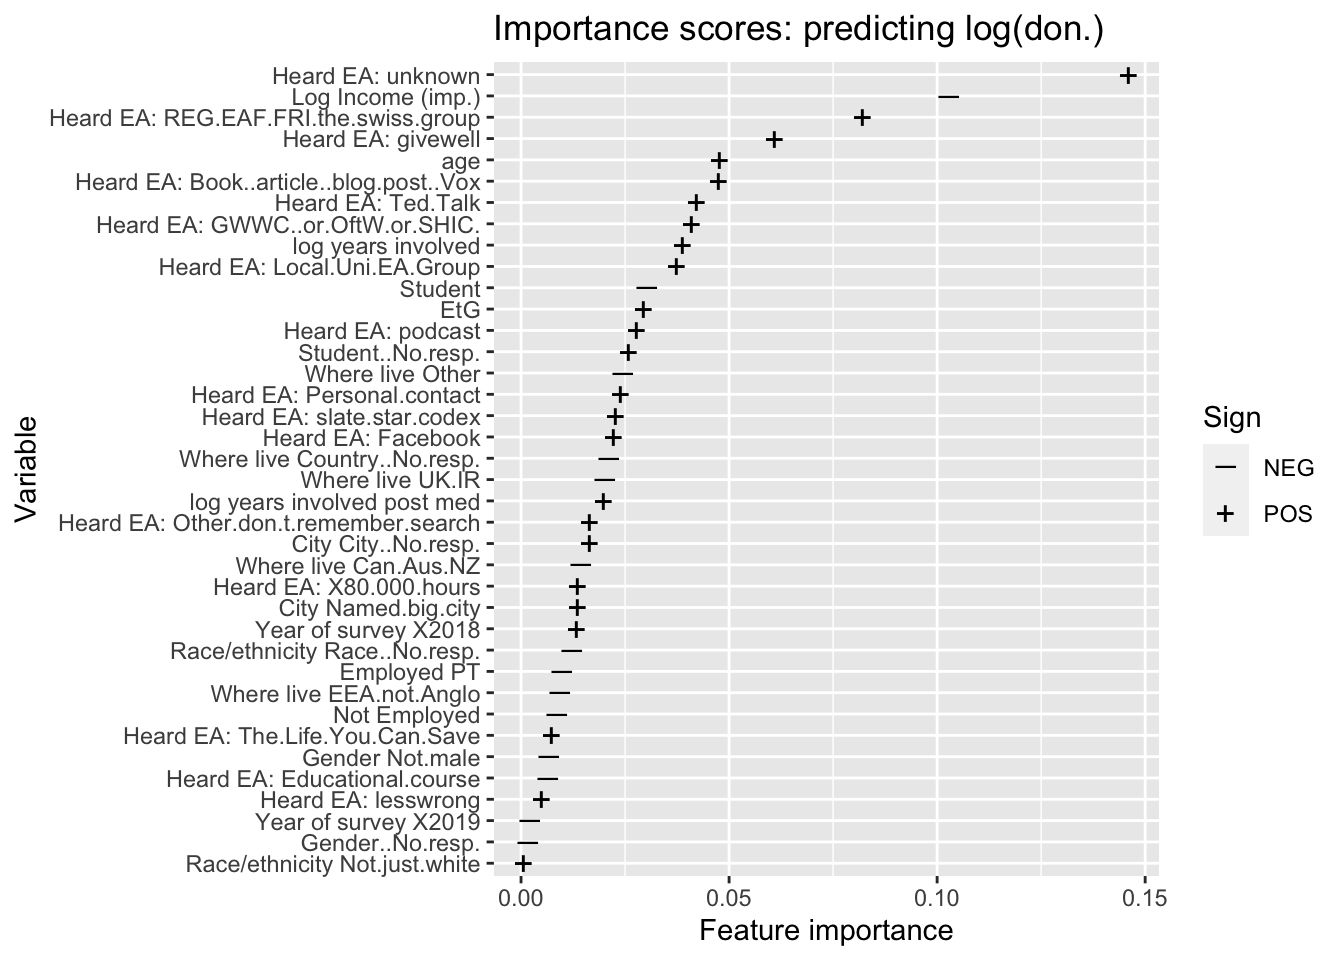 Importance scores: predicting log(don.)
Variable
Heard EA: unknown
Log Income (imp.)
Heard EA: REG.EAF.FRI.the.swiss.group
Heard EA: givewell
age
Heard EA: Book..article..blog.post..Vox
Heard EA: Ted.Talk
Heard EA: GWWC..or.OftW.or.SHIC.
log years involved
Heard EA: Local.Uni.EA.Group
Student
EtG
Heard EA: podcast
Student..No.resp.
Where live Other
Heard EA: Personal.contact
Heard EA: slate.star.codex
Heard EA: Facebook
Where live Country..No.resp.
Where live UK.IR
log years involved post med
Heard EA: Other.don.t.remember.search
City City..No.resp.
Where live Can.Aus.NZ
Heard EA: X80.000.hours
City Named.big.city
Year of survey X2018
Race/ethnicity Race..No.resp.
Employed PT
Where live EEA.not.Anglo
Not Employed
Heard EA: The.Life.You.Can.Save
Gender Not.male
Heard EA: Educational.course
Heard EA: lesswrong
Year of survey X2019
Gender..No.resp.
Race/ethnicity Not.just.white
0.00 0.05 0.10 0.15
Feature importance
Sign
NEG
POS